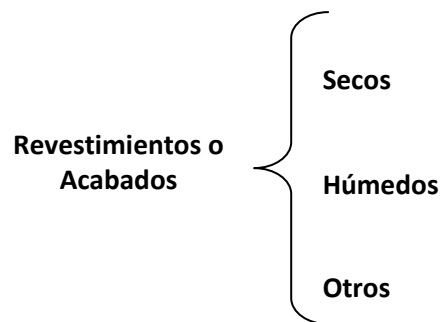 Revestimientos o
Acabados
Secos
Húmedos
Otros